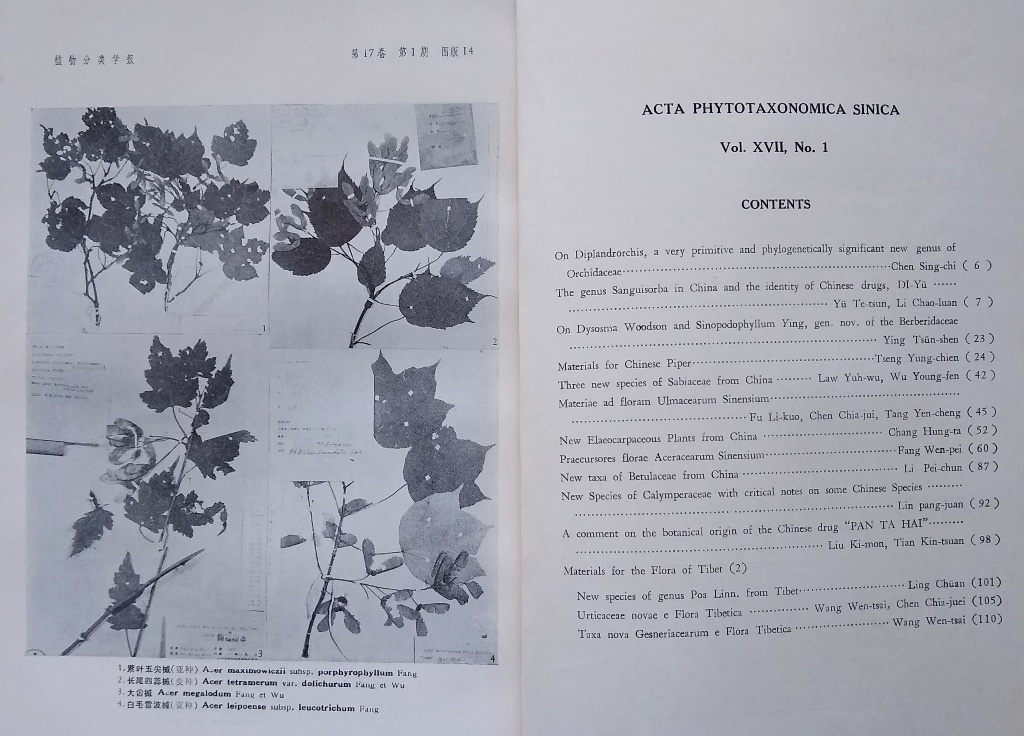 植物分类学报
第17卷 第1期 图版14
1
2
3
4
1.紫叶五尖槭(亚种) Acer maximowiczii subsp. porphyrophyllum Fang
2.长尾四蕊槭(变种) Acer tetramerum var. dolichurum Fang et Wu
3.大齿槭 Acer megalodum Fang et Wu
4.白毛雷波槭(亚种) Acer leipoense subsp. leucotrichum Fang
ACTA PHYTOTAXONOMICA SINICA
Vol. XVII, No. 1
CONTENTS
On Diplandrorchis, a very primitive and phylogenetically significant new genus of
Orchidaceae··················Chen Sing-chi ( 6 )
The genus Sanguisorba in China and the identity of Chinese drugs, DI-Yü ······
·················· Yü Te-tsun, Li Chao-luan ( 7 )
On Dysosma Woodson and Sinopodophyllum Ying, gen. nov. of the Berberidaceae
·················· Ying Tsün-shen ( 23 )
Materials for Chinese Piper··················Tseng Yung-chien ( 24 )
Three new species of Sabiaceae from China ········· Law Yuh-wu, Wu Young-fen ( 42 )
Materiae ad floram Ulmacearum Sinensium··················
·················· Fu Li-kuo, Chen Chia-jui, Tang Yen-cheng ( 45 )
New Elaeocarpaceous Plants from China ·················· Chang Hung-ta ( 52 )
Praecursores florae Aceracearum Sinensium··················Fang Wen-pei ( 60 )
New taxa of Betulaceae from China ·················· Li Pei-chun ( 87 )
New Species of Calymperaceae with critical notes on some Chinese Species ·········
·················· Lin pang-juan ( 92 )
A comment on the botanical origin of the Chinese drug "PAN TA HAI"·········
·················· Liu Ki-mon, Tian Kin-tsuan ( 98 )
Materials for the Flora of Tibet (2)
New species of genus Poa Linn. from Tibet·················· Ling Chüan (101)
Urticaceae novae e Flora Tibetica ············ Wang Wen-tsai, Chen Chia-juei (105)
Taxa nova Gesneriacearum e Flora Tibetica ·················· Wang Wen-tsai (110)